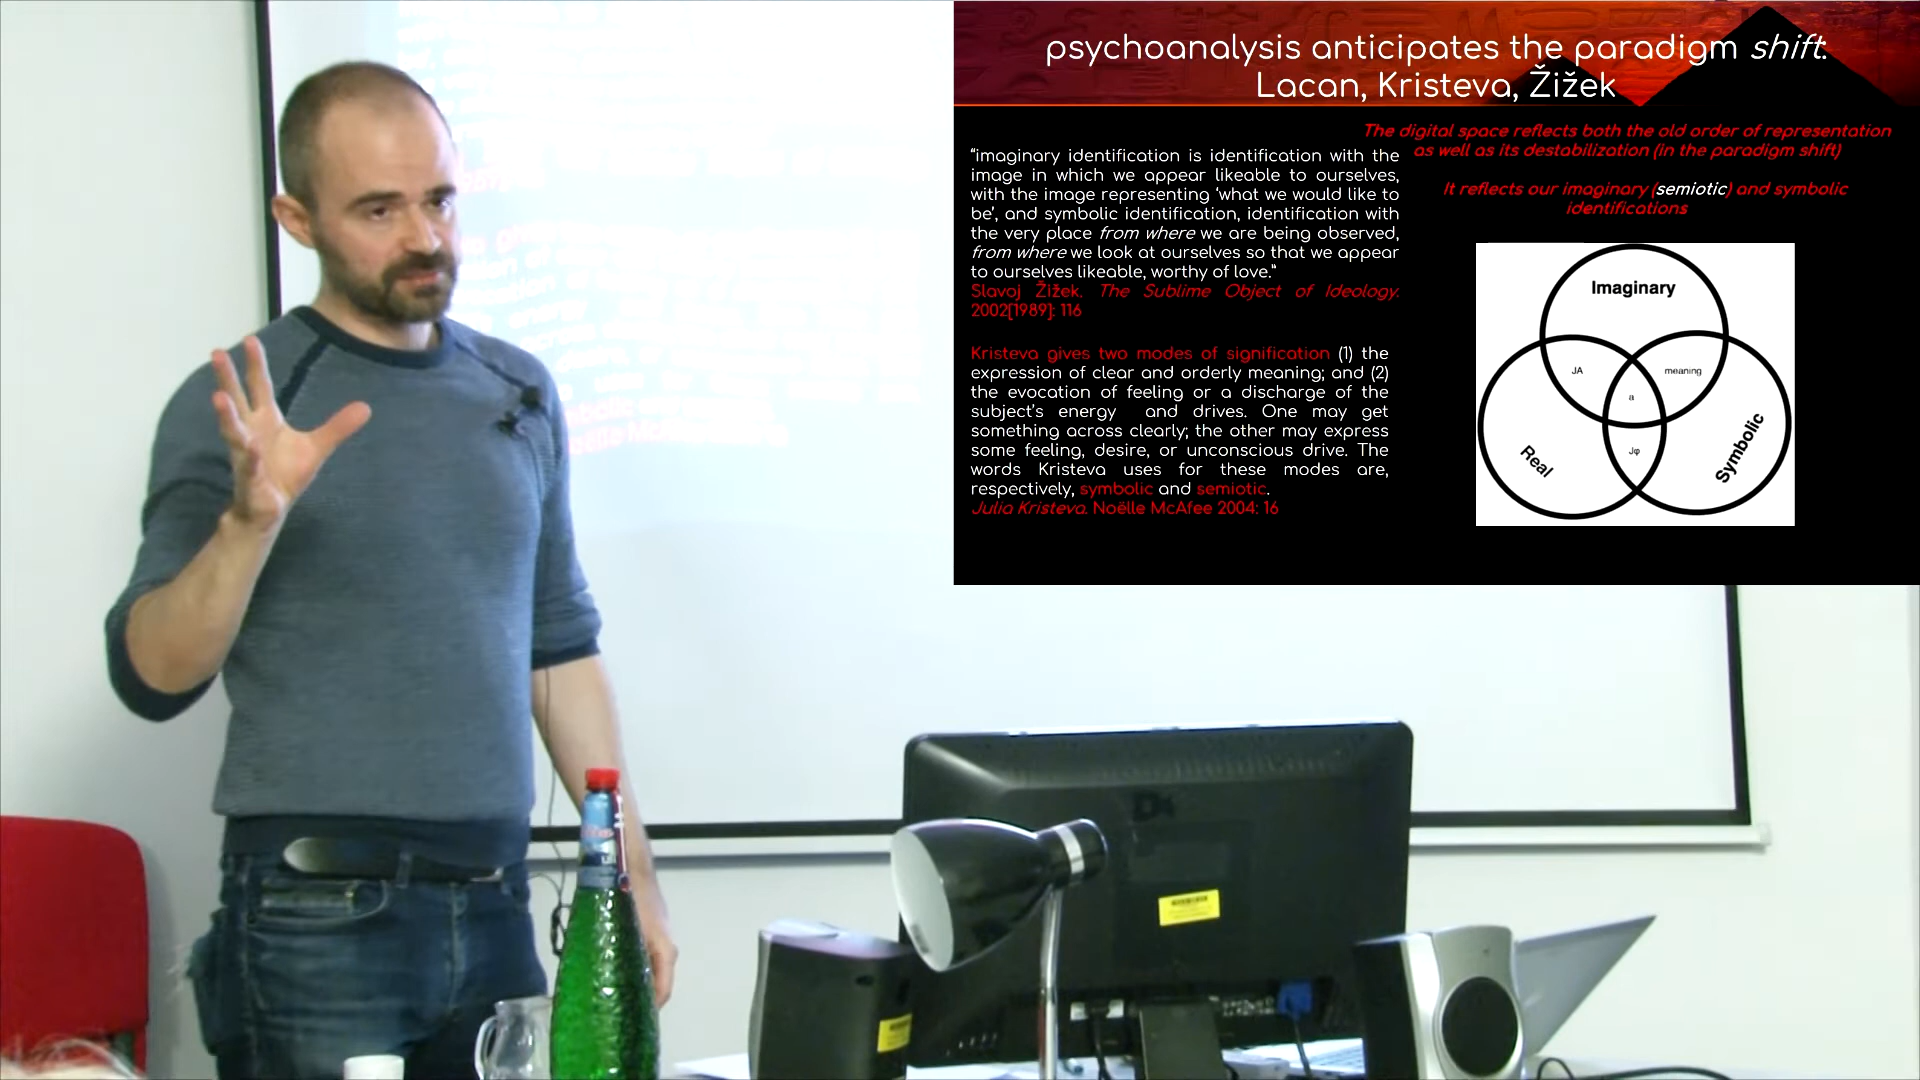 psychoanalysis anticipates the paradigm shift:
Lacan, Kristeva, Žižek
The digital space reflects both the old order of representation
as well as its destabilization (in the paradigm shift)
It reflects our imaginary (semiotic) and symbolic
identifications
“imaginary identification is identification with the
image in which we appear likeable to ourselves,
with the image representing ‘what we would like to
be’, and symbolic identification, identification with
the very place from where we are being observed,
from where we look at ourselves so that we appear
to ourselves likeable, worthy of love.”
Slavoj Žižek. The Sublime Object of Ideology.
2002[1989]: 116
Kristeva gives two modes of signification (1) the
expression of clear and orderly meaning; and (2)
the evocation of feeling or a discharge of the
subject’s energy and drives. One may get
something across clearly; the other may express
some feeling, desire, or unconscious drive. The
words Kristeva uses for these modes are,
respectively, symbolic and semiotic.
Julia Kristeva. Noëlle McAfee 2004: 16
Imaginary
JA
meaning
a
Real
Jφ
Symbolic